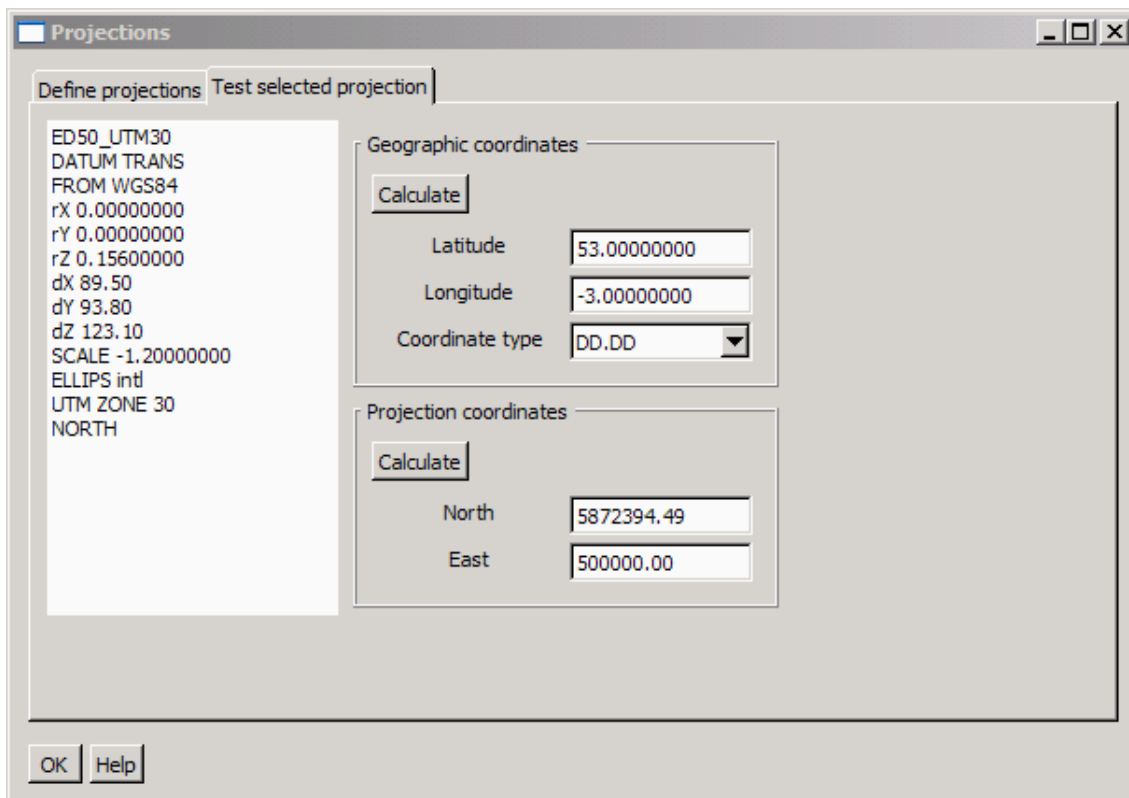 Projections
Define projections
Test selected projection
ED50_UTM30
DATUM TRANS
FROM WGS84
rX 0.00000000
rY 0.00000000
rZ 0.15600000
dX 89.50
dY 93.80
dZ 123.10
SCALE -1.20000000
ELLIPS intl
UTM ZONE 30
NORTH
Geographic coordinates
Calculate
Latitude 53.00000000
Longitude -3.00000000
Coordinate type DD.DD
Projection coordinates
Calculate
North 5872394.49
East 500000.00
OK Help